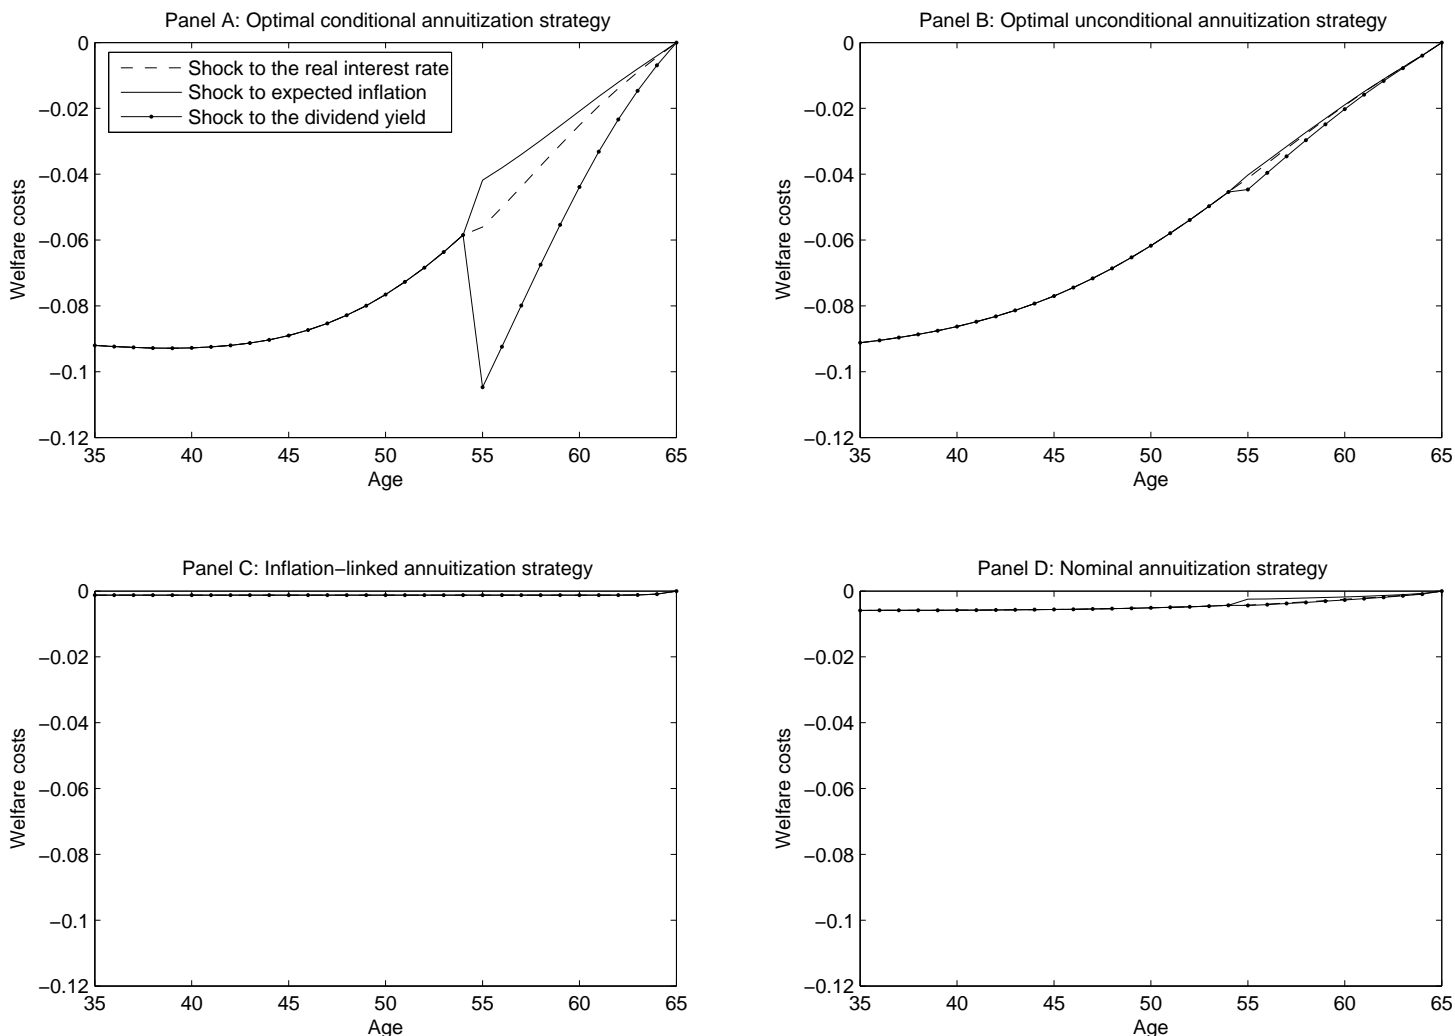 Panel A: Optimal conditional annuitization strategy
0
−0.02
−0.04
−0.06
−0.08
−0.1
−0.12
Welfare costs
35 40 45 50 55 60 65
Age
Shock to the real interest rate
Shock to expected inflation
Shock to the dividend yield
Panel B: Optimal unconditional annuitization strategy
0
−0.02
−0.04
−0.06
−0.08
−0.1
−0.12
Welfare costs
35 40 45 50 55 60 65
Age
Panel C: Inflation−linked annuitization strategy
0
−0.02
−0.04
−0.06
−0.08
−0.1
−0.12
Welfare costs
35 40 45 50 55 60 65
Age
Panel D: Nominal annuitization strategy
0
−0.02
−0.04
−0.06
−0.08
−0.1
−0.12
Welfare costs
35 40 45 50 55 60 65
Age